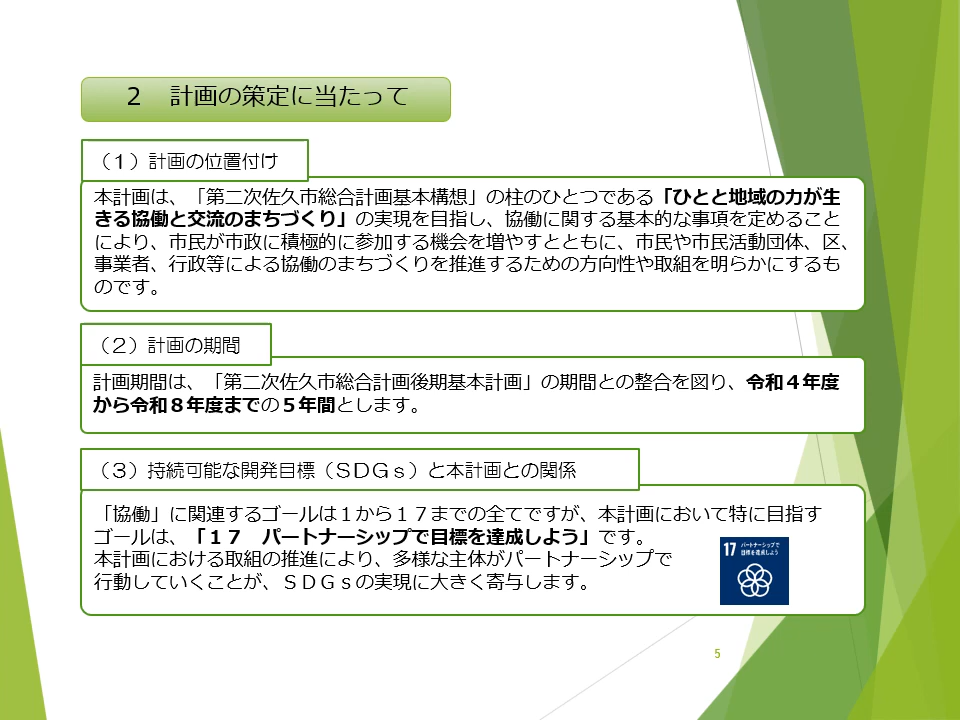 ２　計画の策定に当たって
（１）計画の位置付け
本計画は、「第二次佐久市総合計画基本構想」の柱のひとつである「ひとと地域の力が生
きる協働と交流のまちづくり」の実現を目指し、協働に関する基本的な事項を定めること
により、市民が市政に積極的に参加する機会を増やすとともに、市民や市民活動団体、区、
事業者、行政等による協働のまちづくりを推進するための方向性や取組を明らかにするも
のです。
（２）計画の期間
計画期間は、「第二次佐久市総合計画後期基本計画」の期間との整合を図り、令和４年度
から令和８年度までの５年間とします。
（３）持続可能な開発目標（ＳＤＧｓ）と本計画との関係
「協働」に関連するゴールは１から１７までの全てですが、本計画において特に目指す
ゴールは、「１７　パートナーシップで目標を達成しよう」です。
本計画における取組の推進により、多様な主体がパートナーシップで
行動していくことが、ＳＤＧｓの実現に大きく寄与します。
17 パートナーシップで
目標を達成しよう
5